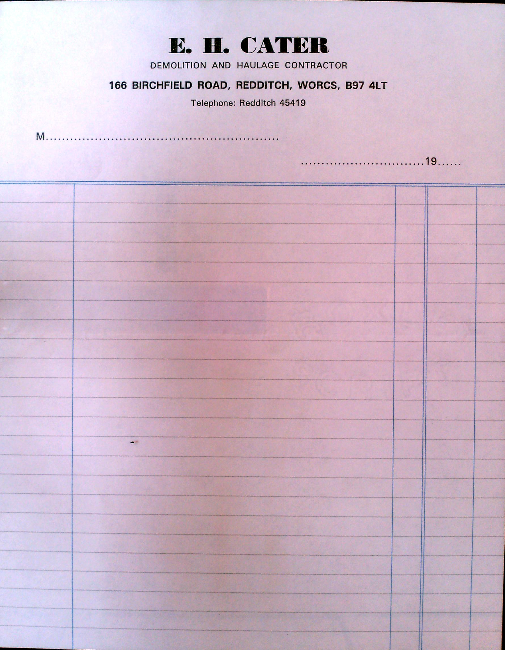 E. H. CATER
DEMOLITION AND HAULAGE CONTRACTOR
166 BIRCHFIELD ROAD, REDDITCH, WORCS, B97 4LT
Telephone: Redditch 45419
M..........................................................
...............................19......